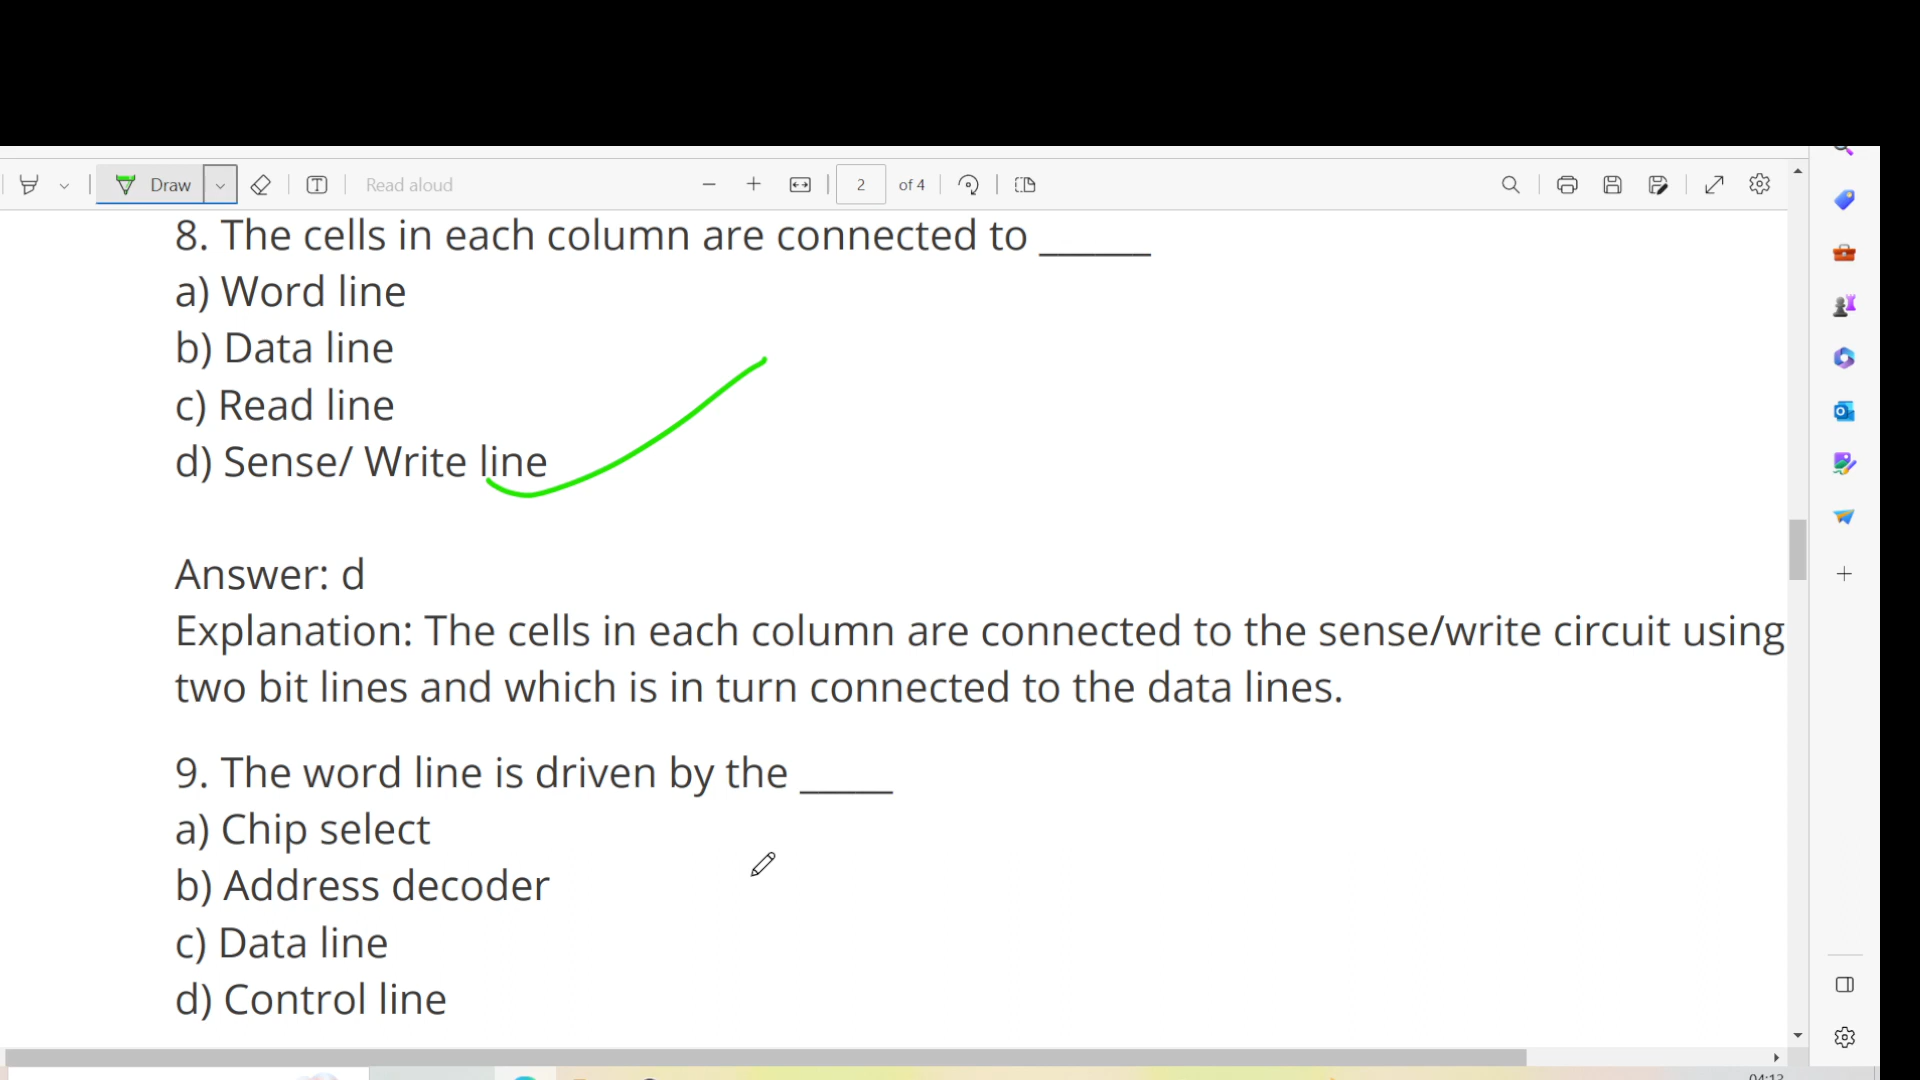 Draw
Read aloud
2 of 4
8. The cells in each column are connected to ______
a) Word line
b) Data line
c) Read line
d) Sense/ Write line
Answer: d
Explanation: The cells in each column are connected to the sense/write circuit using
two bit lines and which is in turn connected to the data lines.
9. The word line is driven by the _____
a) Chip select
b) Address decoder
c) Data line
d) Control line